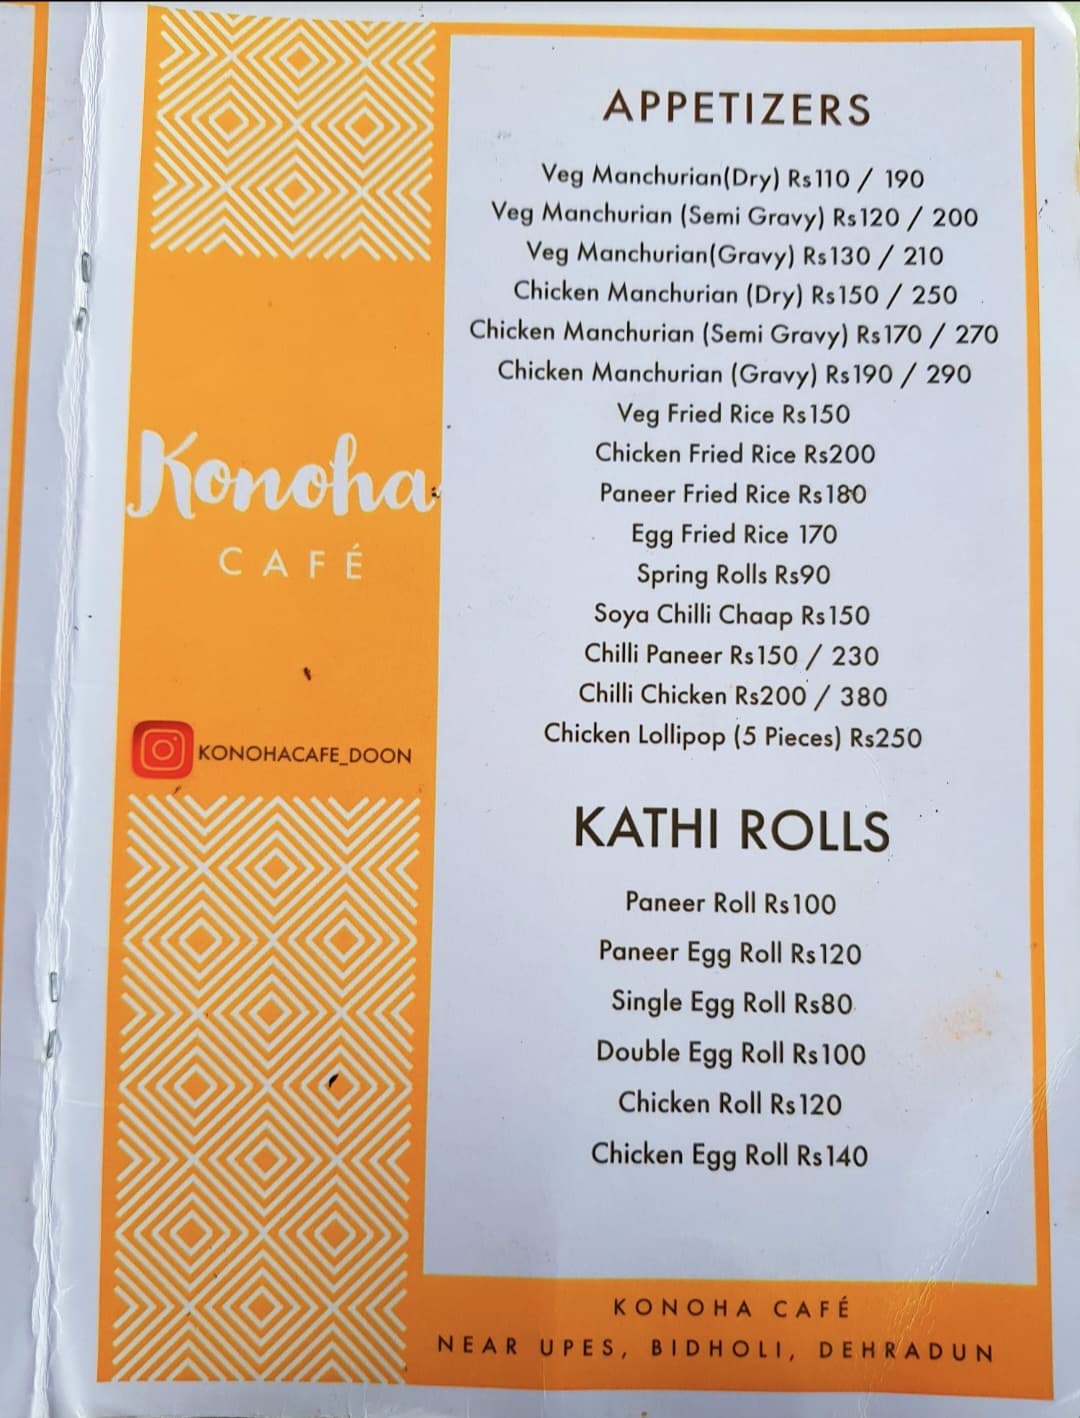 Konoha
CAFÉ
KONOHACAFE_DOON
APPETIZERS
Veg Manchurian(Dry) Rs110 / 190
Veg Manchurian (Semi Gravy) Rs120 / 200
Veg Manchurian(Gravy) Rs130 / 210
Chicken Manchurian (Dry) Rs150 / 250
Chicken Manchurian (Semi Gravy) Rs170 / 270
Chicken Manchurian (Gravy) Rs190 / 290
Veg Fried Rice Rs150
Chicken Fried Rice Rs200
Paneer Fried Rice Rs180
Egg Fried Rice 170
Spring Rolls Rs90
Soya Chilli Chaap Rs150
Chilli Paneer Rs150 / 230
Chilli Chicken Rs200 / 380
Chicken Lollipop (5 Pieces) Rs250
KATHI ROLLS
Paneer Roll Rs100
Paneer Egg Roll Rs120
Single Egg Roll Rs80
Double Egg Roll Rs100
Chicken Roll Rs120
Chicken Egg Roll Rs140
KONOHA CAFÉ
NEAR UPES, BIDHOLI, DEHRADUN